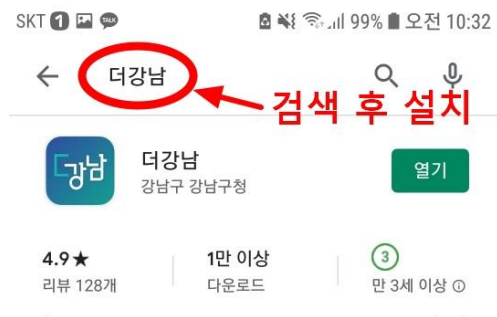 SKT 1 TALK 99% 오전 10:32
더강남
검색 후 설치
더강남 더강남 열기
강남구 강남구청
4.9★ 1만 이상 3
리뷰 128개 다운로드 만 3세 이상